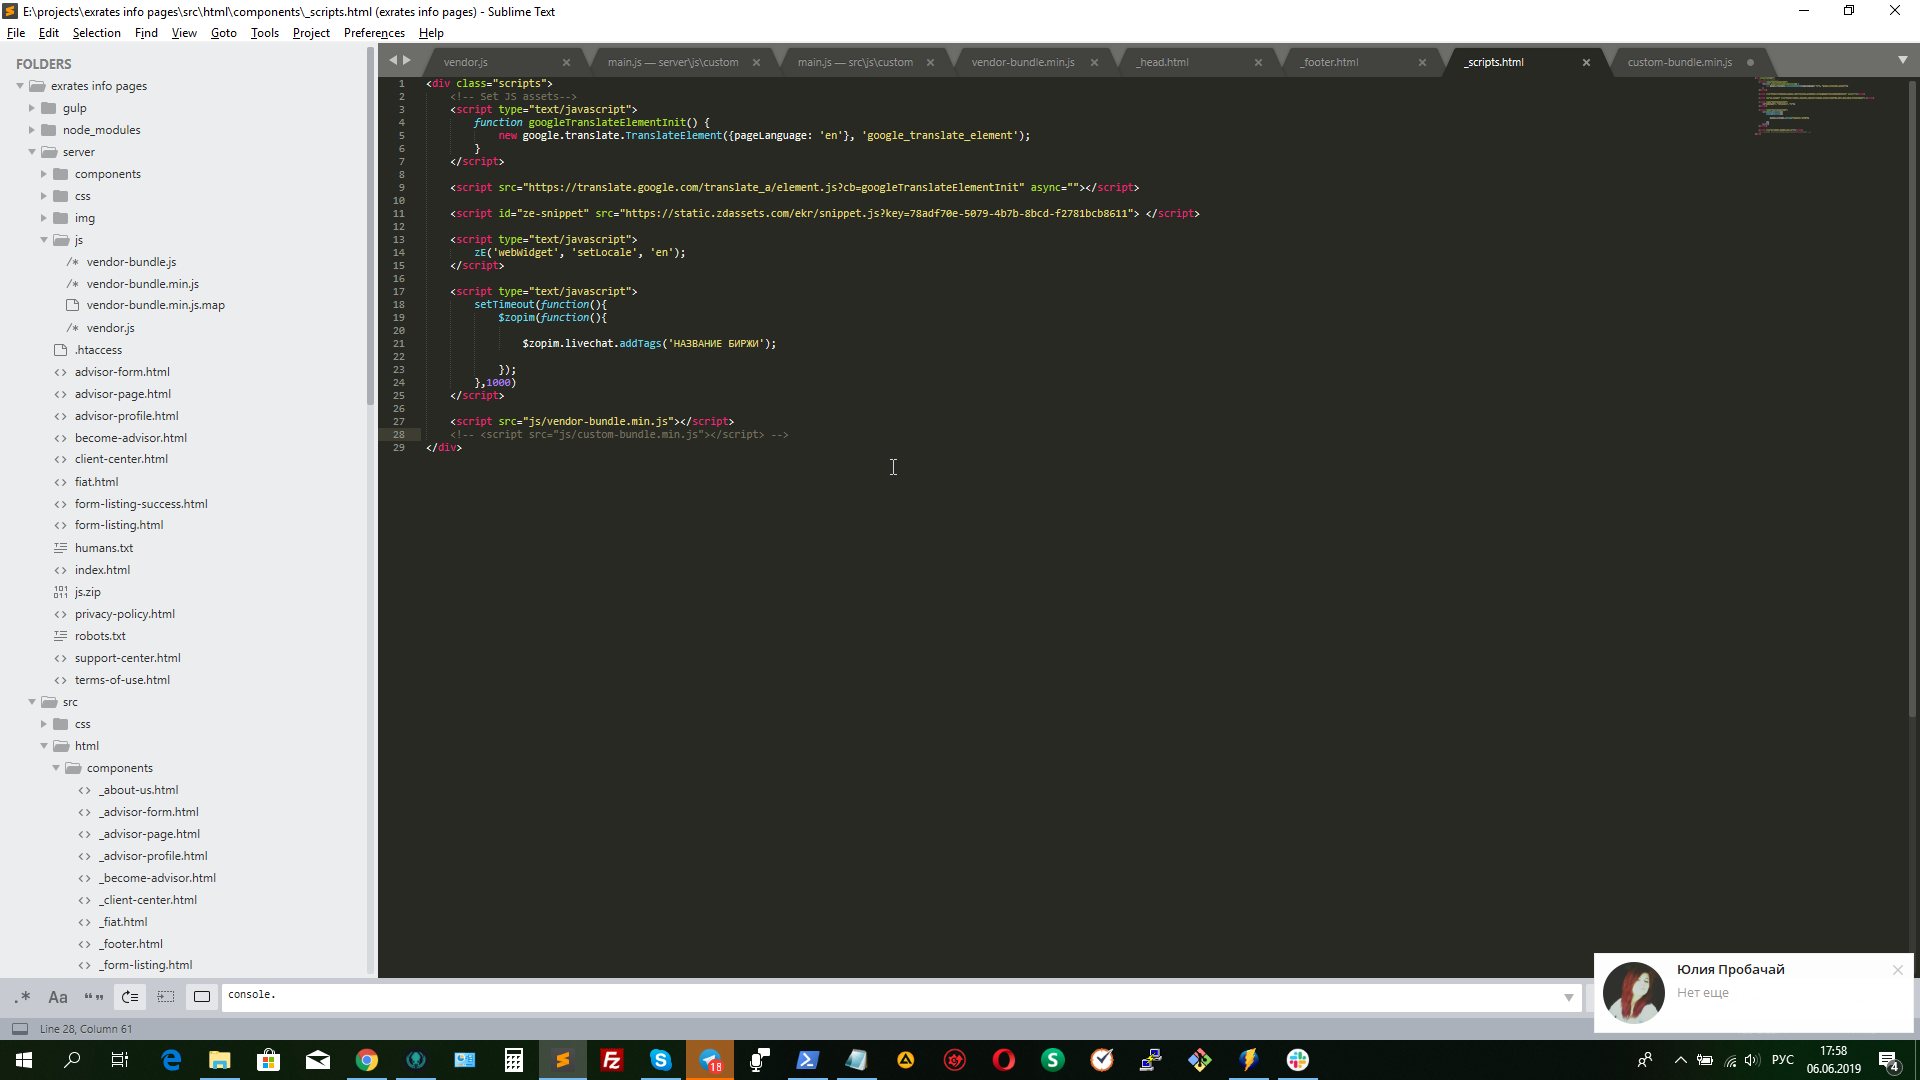 E:\projects\exrates info pages\src\html\components\_scripts.html (exrates info pages) - Sublime Text
File Edit Selection Find View Goto Tools Project Preferences Help
FOLDERS
exrates info pages
gulp
node_modules
server
components
css
img
js
/* vendor-bundle.js
/* vendor-bundle.min.js
vendor-bundle.min.js.map
/* vendor.js
.htaccess
<> advisor-form.html
<> advisor-page.html
<> advisor-profile.html
<> become-advisor.html
<> client-center.html
<> fiat.html
<> form-listing-success.html
<> form-listing.html
humans.txt
<> index.html
js.zip
<> privacy-policy.html
robots.txt
<> support-center.html
<> terms-of-use.html
src
css
html
components
<> _about-us.html
<> _advisor-form.html
<> _advisor-page.html
<> _advisor-profile.html
<> _become-advisor.html
<> _client-center.html
<> _fiat.html
<> _footer.html
<> _form-listing.html
vendor.js main.js — server\js\custom main.js — src\js\custom vendor-bundle.min.js _head.html _footer.html _scripts.html custom-bundle.min.js
1 <div class="scripts">
2 <!-- Set JS assets-->
3 <script type="text/javascript">
4 function googleTranslateElementInit() {
5 new google.translate.TranslateElement({pageLanguage: 'en'}, 'google_translate_element');
6 }
7 </script>
8
9 <script src="https://translate.google.com/translate_a/element.js?cb=googleTranslateElementInit" async=""></script>
10
11 <script id="ze-snippet" src="https://static.zdassets.com/ekr/snippet.js?key=78adf70e-5079-4b7b-8bcd-f2781bcb8611"> </script>
12
13 <script type="text/javascript">
14 zE('webWidget', 'setLocale', 'en');
15 </script>
16
17 <script type="text/javascript">
18 setTimeout(function(){
19 $zopim(function(){
20
21 $zopim.livechat.addTags('НАЗВАНИЕ БИРЖИ');
22
23 });
24 },1000)
25 </script>
26
27 <script src="js/vendor-bundle.min.js"></script>
28 <!-- <script src="js/custom-bundle.min.js"></script> -->
29 </div>
.* Aa “” console.
Юлия Пробачай
Нет еще
Line 28, Column 61
18
РУС
17:58
06.06.2019
4